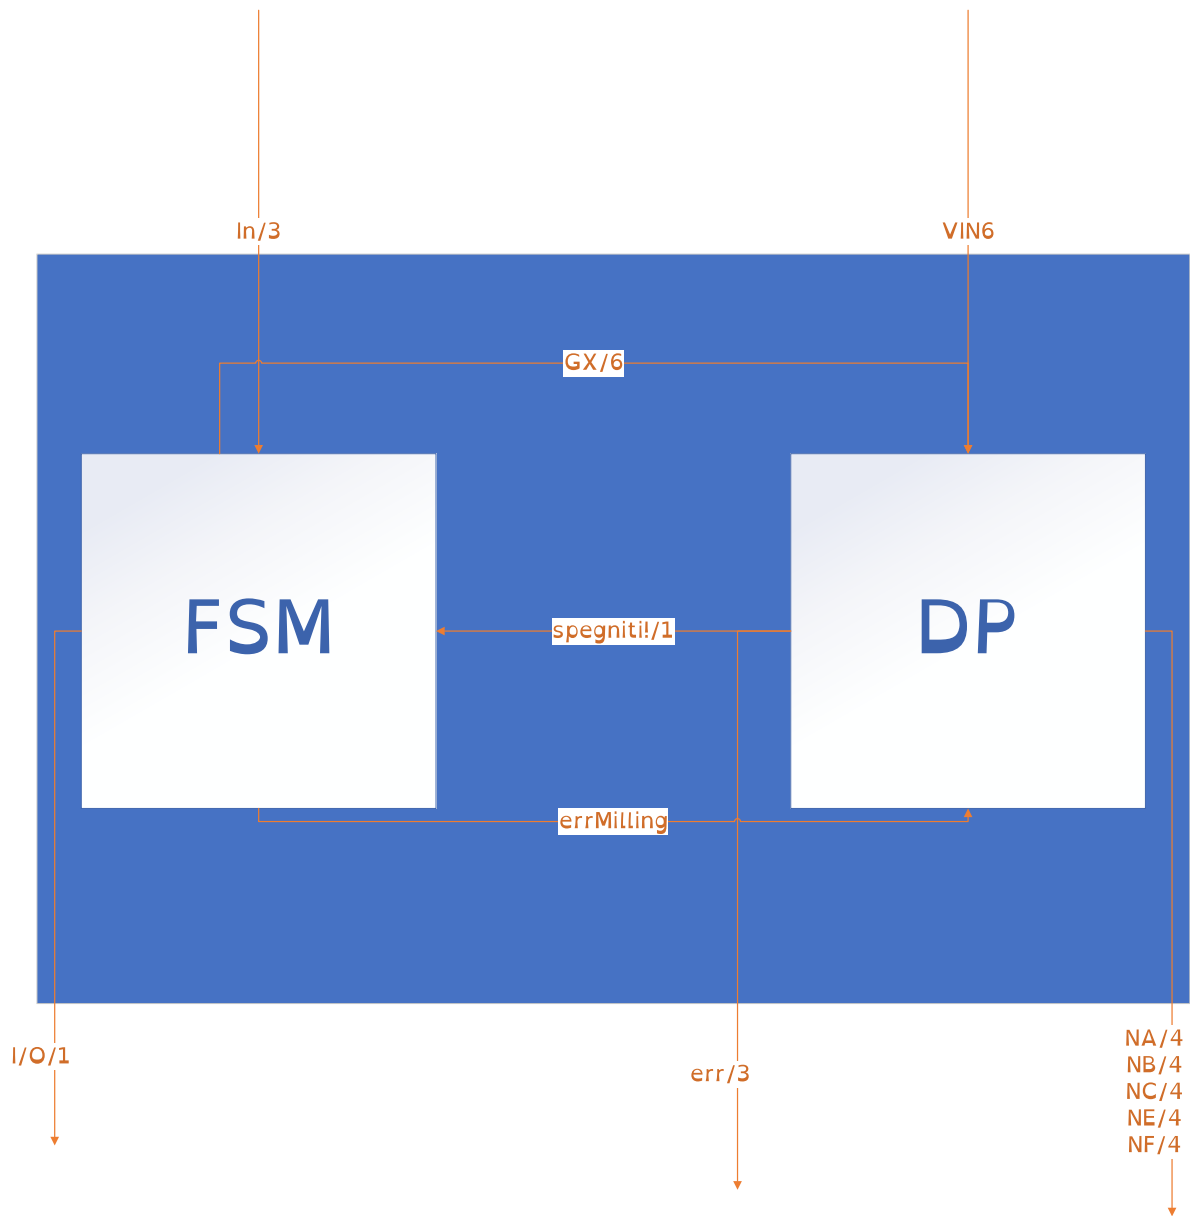 In/3
VIN6
GX/6
FSM
spegniti!/1
DP
errMilling
I/O/1
err/3
NA/4
NB/4
NC/4
NE/4
NF/4